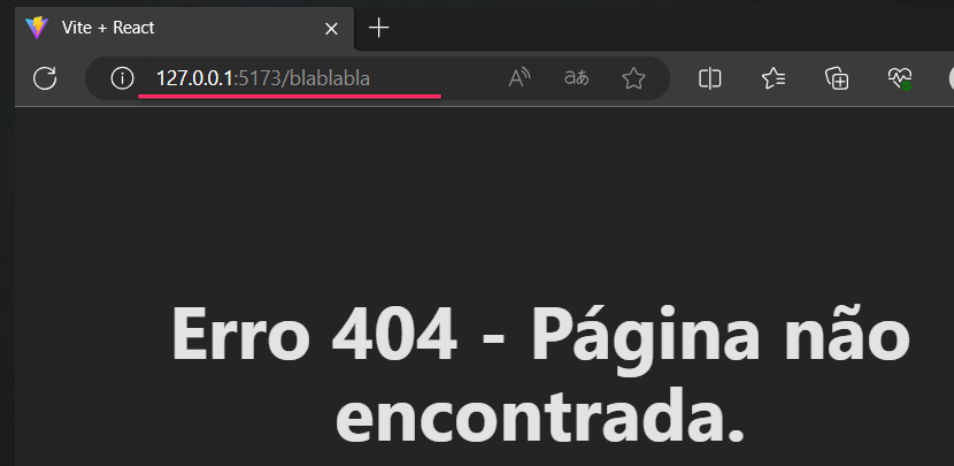 Vite + React
127.0.0.1:5173/blablabla
Erro 404 - Página não
encontrada.